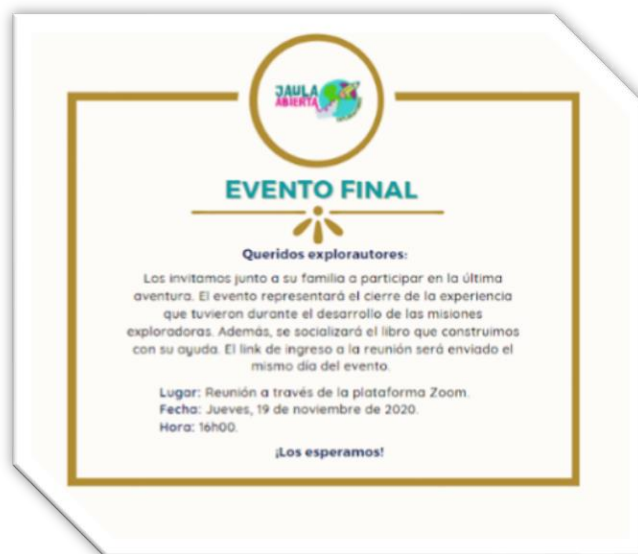 JAULA
ABIERTA
EVENTO FINAL
Queridos explorautores:
Los invitamos junto a su familia a participar en la última
aventura. El evento representará el cierre de la experiencia
que tuvieron durante el desarrollo de las misiones
exploradoras. Además, se socializará el libro que construimos
con su ayuda. El link de ingreso a la reunión será enviado el
mismo día del evento.
Lugar: Reunión a través de la plataforma Zoom.
Fecha: Jueves, 19 de noviembre de 2020.
Hora: 16h00.
¡Los esperamos!